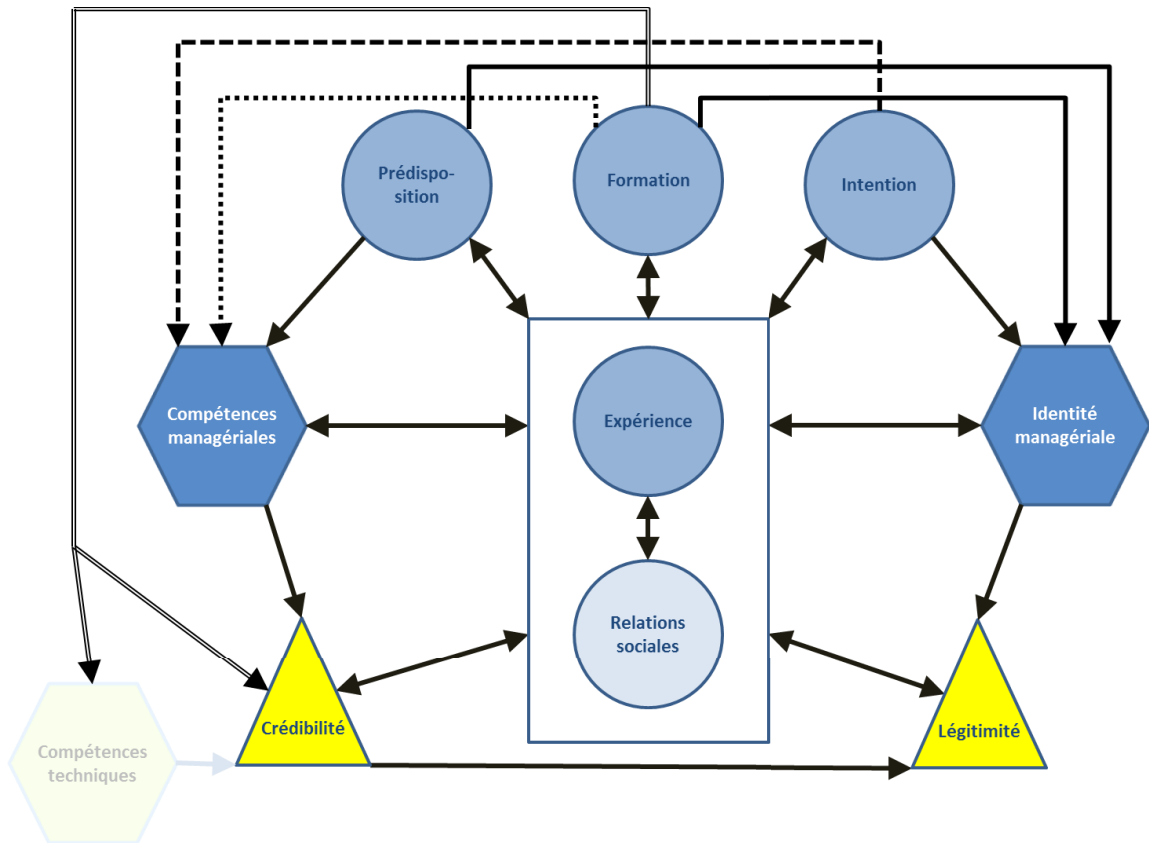 Prédispo-
sition
Formation
Intention
Compétences
managériales
Expérience
Identité
managériale
Relations
sociales
Crédibilité
Légitimité
Compétences
techniques